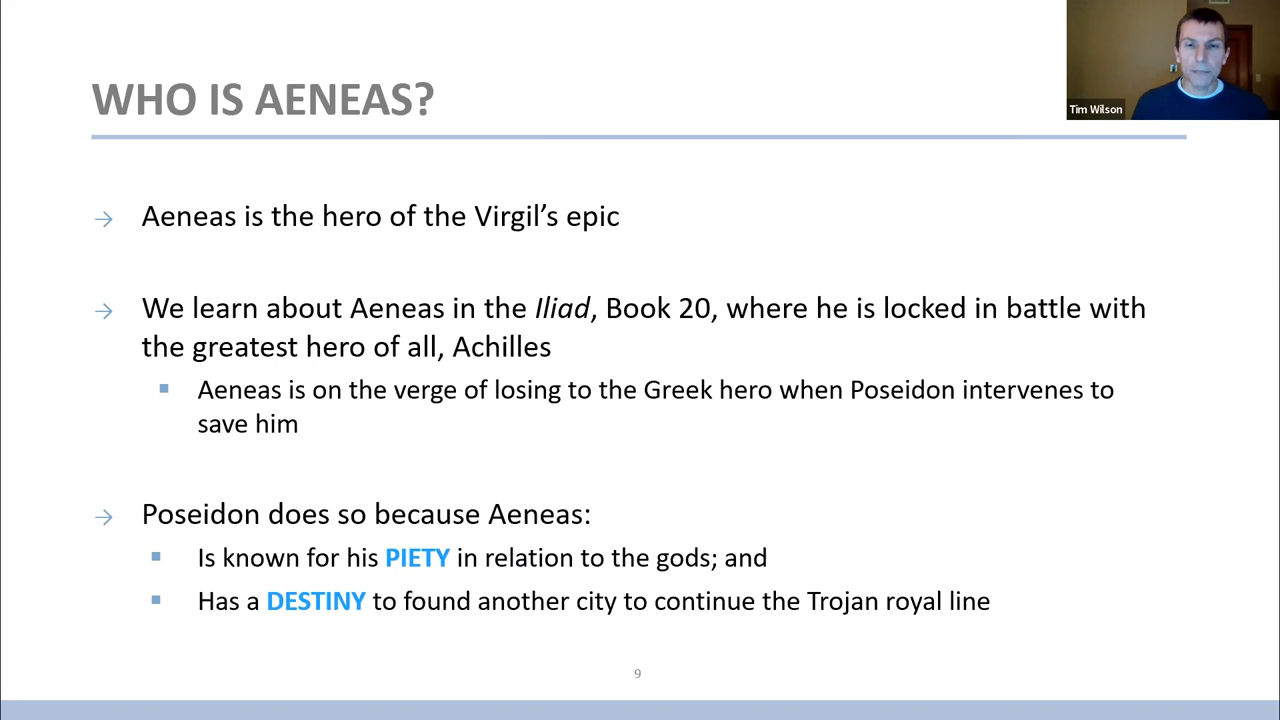 WHO IS AENEAS?
Tim Wilson
→ Aeneas is the hero of the Virgil’s epic
→ We learn about Aeneas in the Iliad, Book 20, where he is locked in battle with
the greatest hero of all, Achilles
▪ Aeneas is on the verge of losing to the Greek hero when Poseidon intervenes to
save him
→ Poseidon does so because Aeneas:
▪ Is known for his PIETY in relation to the gods; and
▪ Has a DESTINY to found another city to continue the Trojan royal line
9